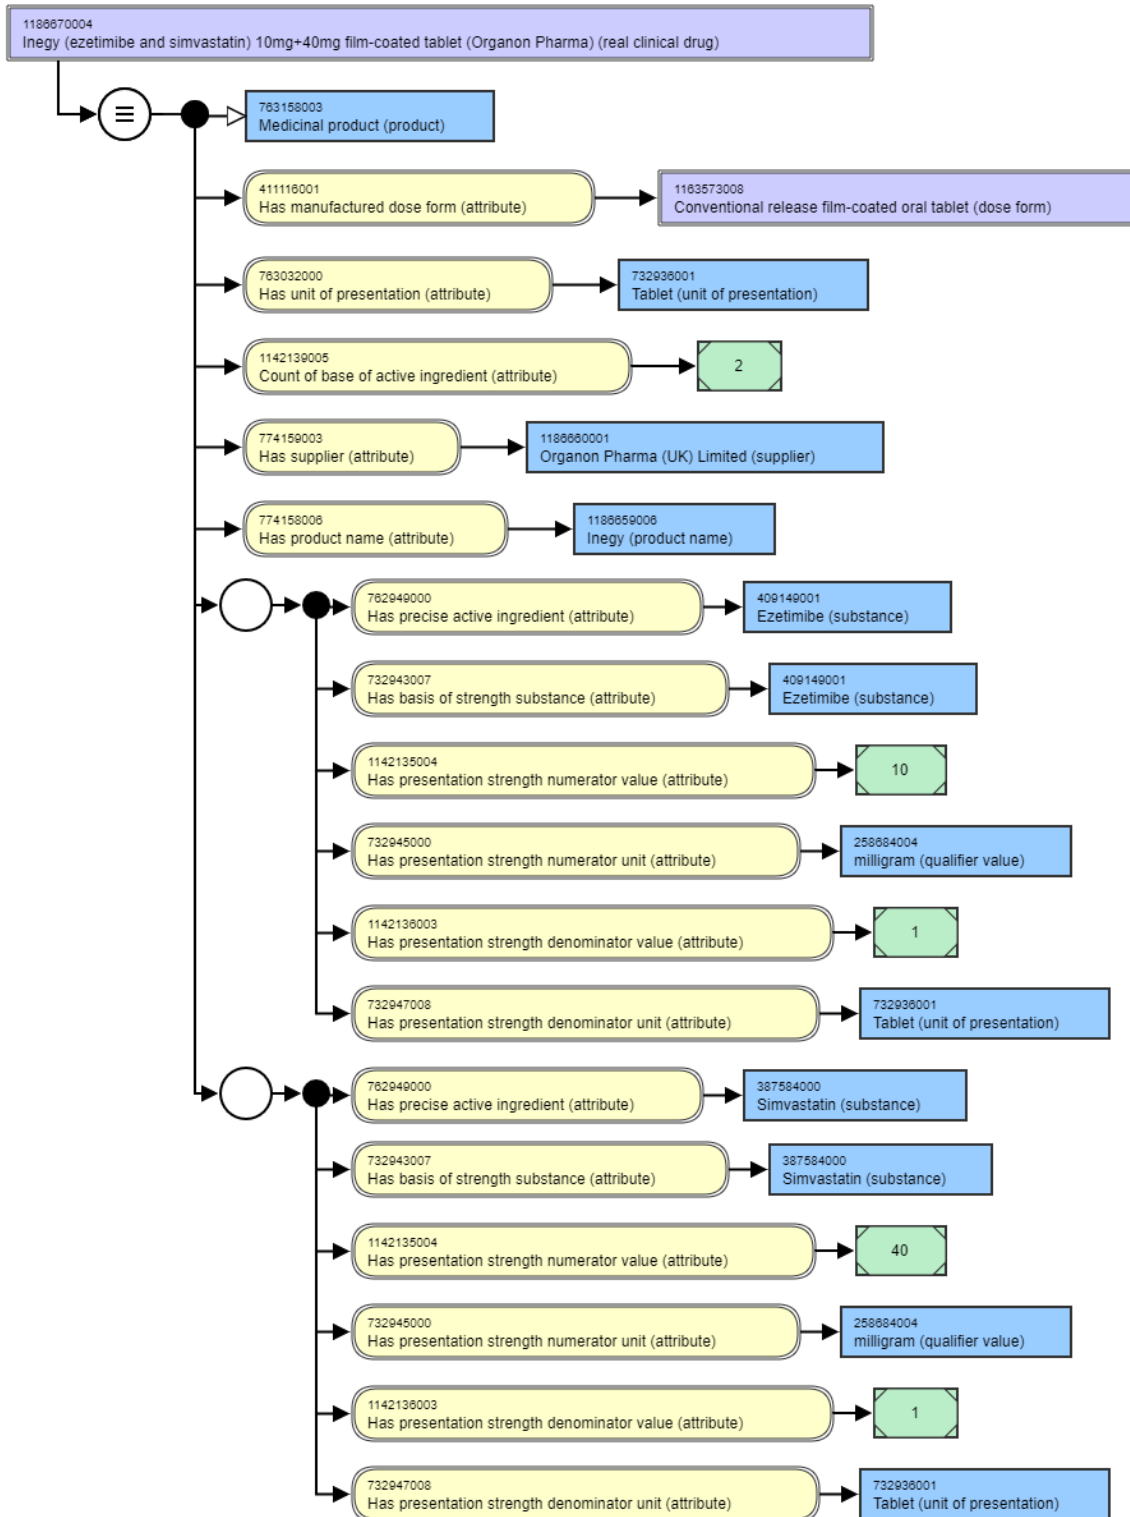 1186670004
Inegy (ezetimibe and simvastatin) 10mg+40mg film-coated tablet (Organon Pharma) (real clinical drug)
763158003
Medicinal product (product)
411116001
Has manufactured dose form (attribute)
1163573008
Conventional release film-coated oral tablet (dose form)
763032000
Has unit of presentation (attribute)
732936001
Tablet (unit of presentation)
1142139005
Count of base of active ingredient (attribute)
2
774159003
Has supplier (attribute)
1186660001
Organon Pharma (UK) Limited (supplier)
774158006
Has product name (attribute)
1186659006
Inegy (product name)
762949000
Has precise active ingredient (attribute)
409149001
Ezetimibe (substance)
732943007
Has basis of strength substance (attribute)
409149001
Ezetimibe (substance)
1142135004
Has presentation strength numerator value (attribute)
10
732945000
Has presentation strength numerator unit (attribute)
258684004
milligram (qualifier value)
1142136003
Has presentation strength denominator value (attribute)
1
732947008
Has presentation strength denominator unit (attribute)
732936001
Tablet (unit of presentation)
762949000
Has precise active ingredient (attribute)
387584000
Simvastatin (substance)
732943007
Has basis of strength substance (attribute)
387584000
Simvastatin (substance)
1142135004
Has presentation strength numerator value (attribute)
40
732945000
Has presentation strength numerator unit (attribute)
258684004
milligram (qualifier value)
1142136003
Has presentation strength denominator value (attribute)
1
732947008
Has presentation strength denominator unit (attribute)
732936001
Tablet (unit of presentation)